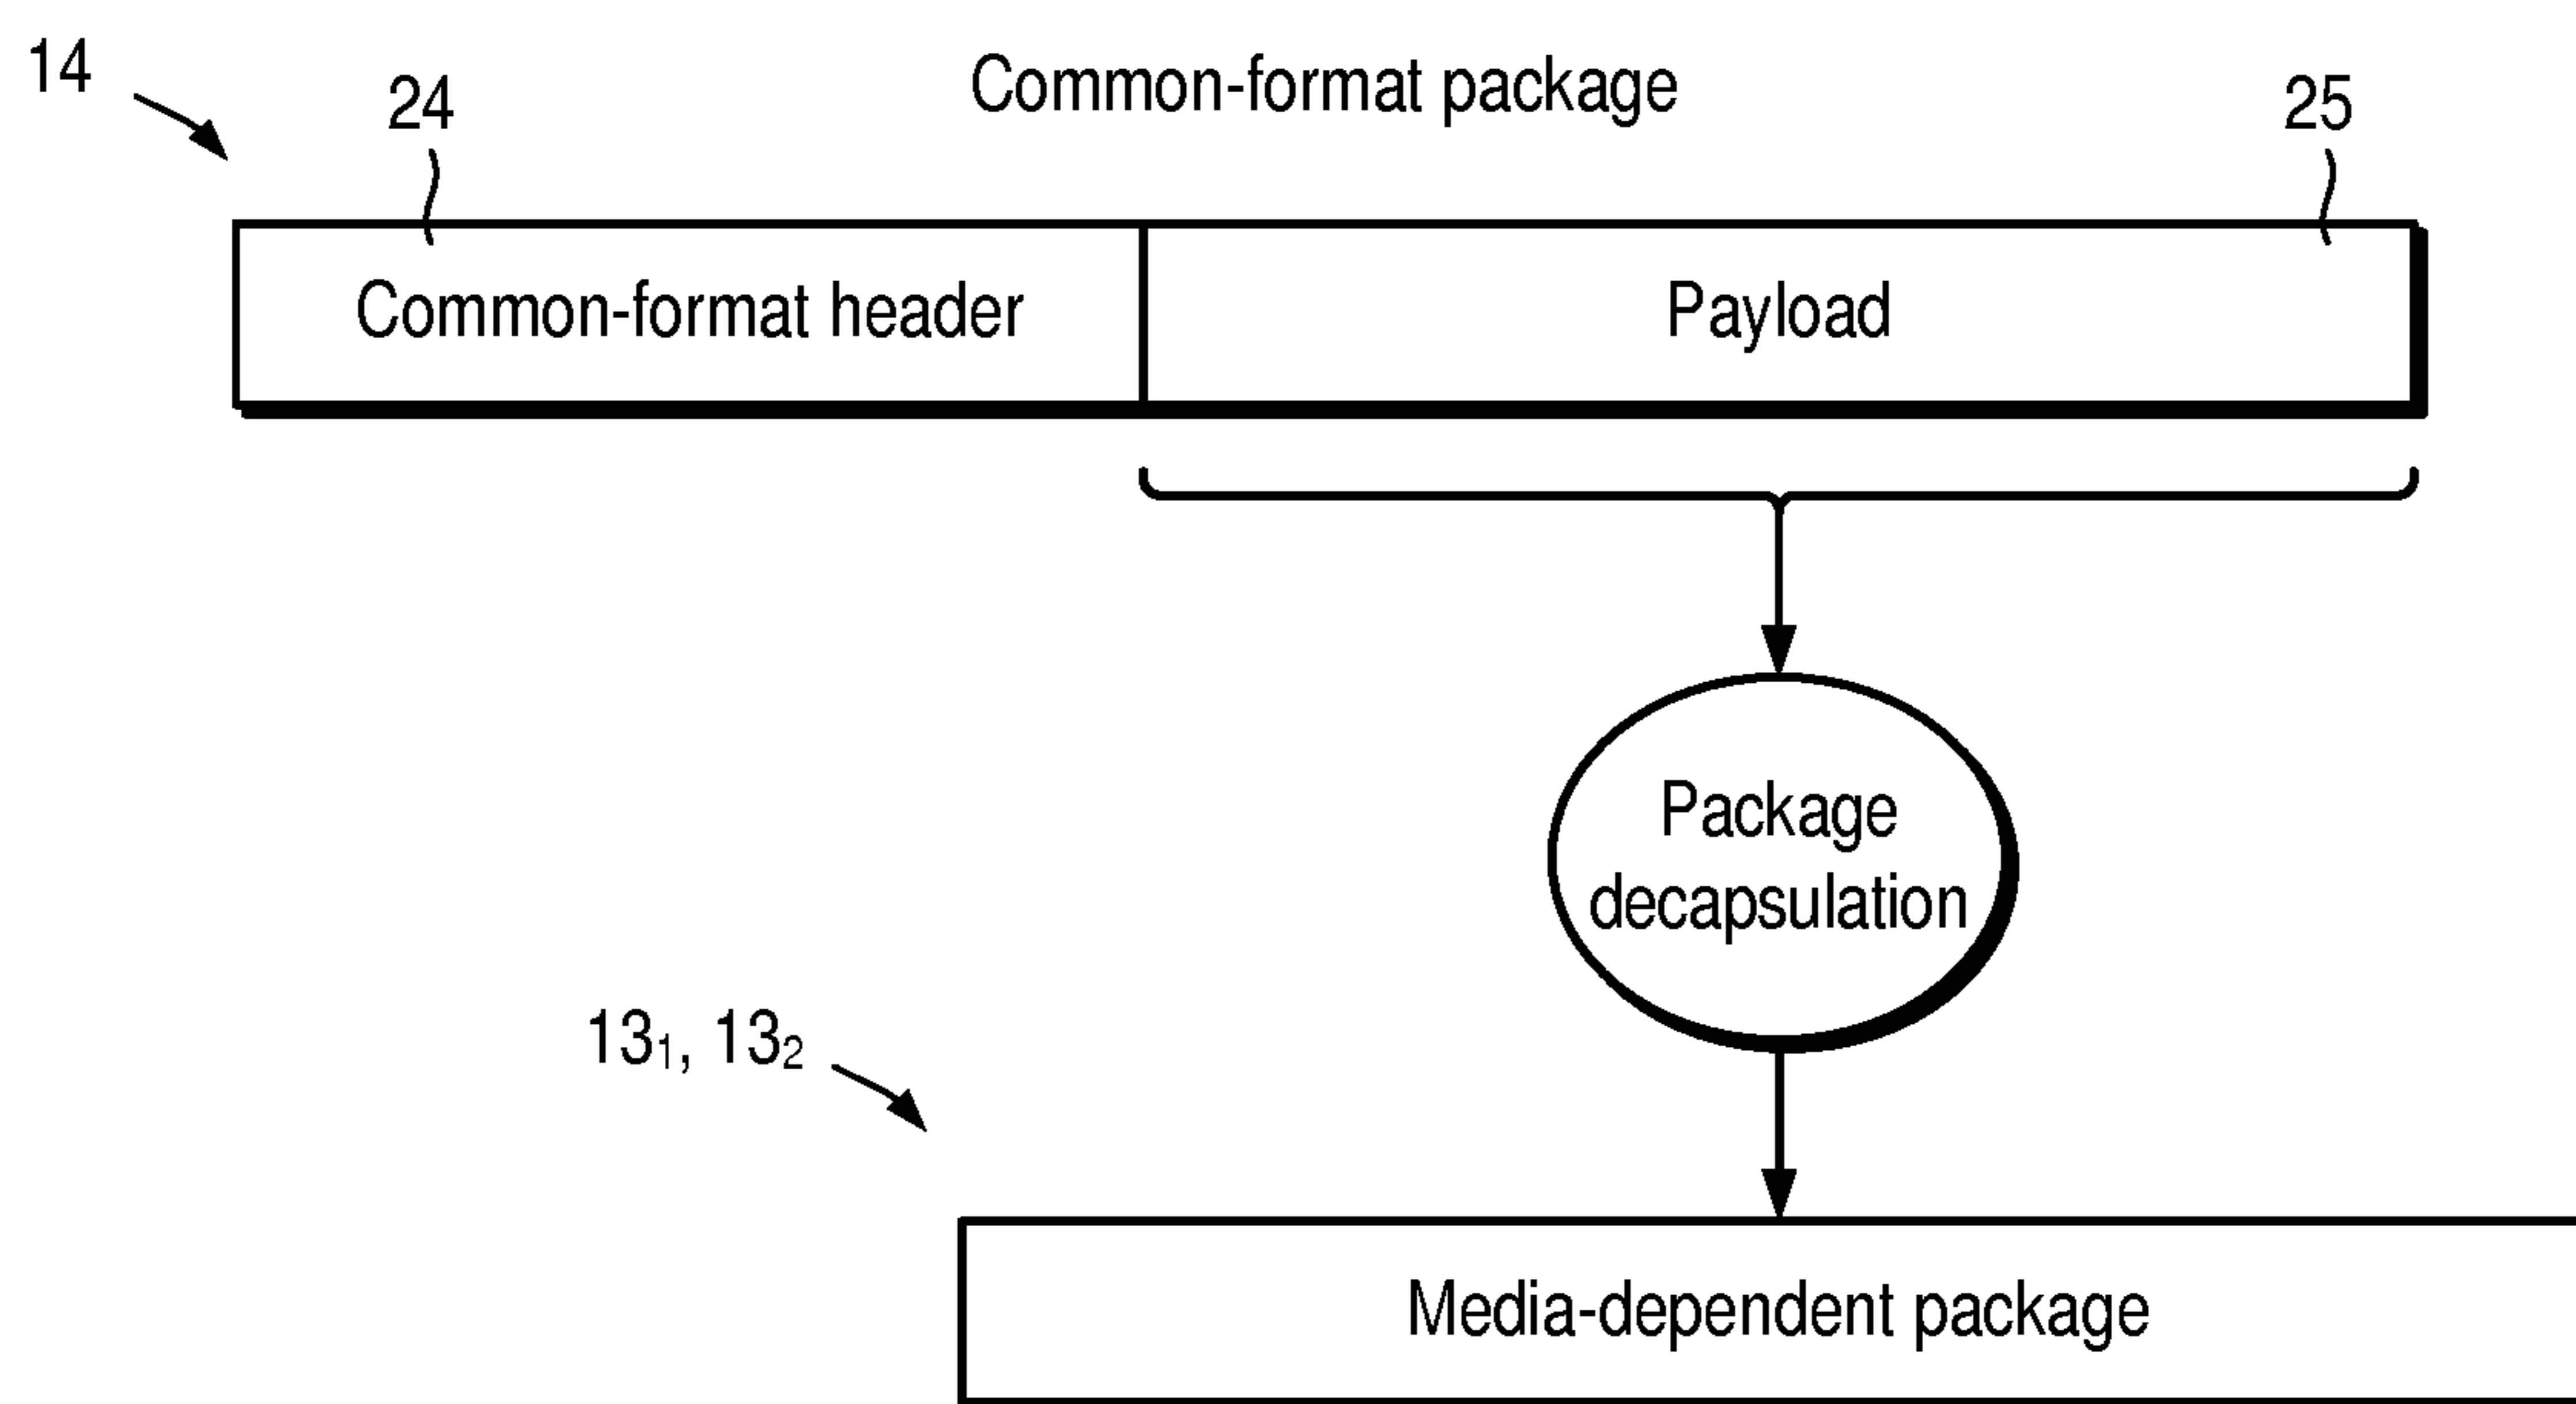 14
24
Common-format package
25
Common-format header
Payload
Package
decapsulation
13₁, 13₂
Media-dependent package